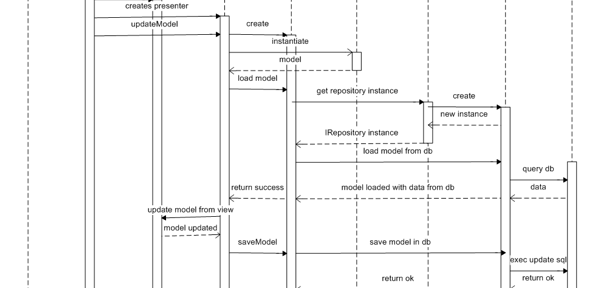 creates presenter
updateModel
create
instantiate
model
load model
get repository instance
create
new instance
IRepository instance
load model from db
query db
data
return success
model loaded with data from db
update model from view
model updated
saveModel
save model in db
exec update sql
return ok
return ok